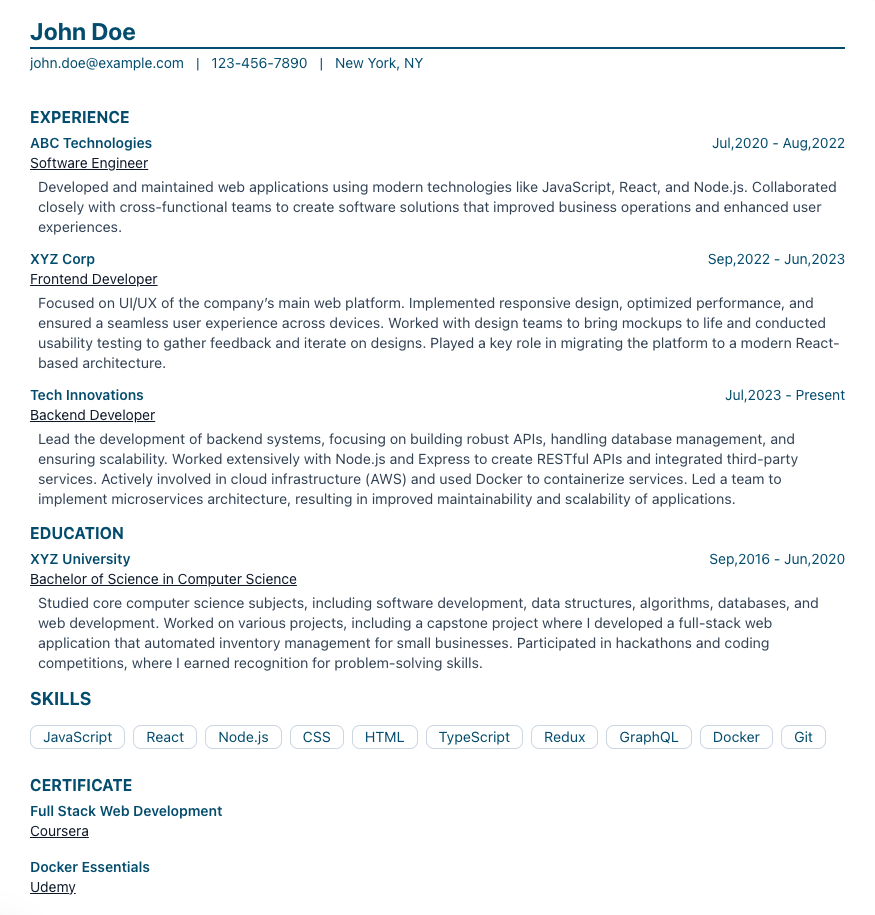 John Doe
john.doe@example.com | 123-456-7890 | New York, NY
EXPERIENCE
ABC Technologies Jul,2020 - Aug,2022
Software Engineer
Developed and maintained web applications using modern technologies like JavaScript, React, and Node.js. Collaborated
closely with cross-functional teams to create software solutions that improved business operations and enhanced user
experiences.
XYZ Corp Sep,2022 - Jun,2023
Frontend Developer
Focused on UI/UX of the company’s main web platform. Implemented responsive design, optimized performance, and
ensured a seamless user experience across devices. Worked with design teams to bring mockups to life and conducted
usability testing to gather feedback and iterate on designs. Played a key role in migrating the platform to a modern React-
based architecture.
Tech Innovations Jul,2023 - Present
Backend Developer
Lead the development of backend systems, focusing on building robust APIs, handling database management, and
ensuring scalability. Worked extensively with Node.js and Express to create RESTful APIs and integrated third-party
services. Actively involved in cloud infrastructure (AWS) and used Docker to containerize services. Led a team to
implement microservices architecture, resulting in improved maintainability and scalability of applications.
EDUCATION
XYZ University Sep,2016 - Jun,2020
Bachelor of Science in Computer Science
Studied core computer science subjects, including software development, data structures, algorithms, databases, and
web development. Worked on various projects, including a capstone project where I developed a full-stack web
application that automated inventory management for small businesses. Participated in hackathons and coding
competitions, where I earned recognition for problem-solving skills.
SKILLS
JavaScript React Node.js CSS HTML TypeScript Redux GraphQL Docker Git
CERTIFICATE
Full Stack Web Development
Coursera
Docker Essentials
Udemy